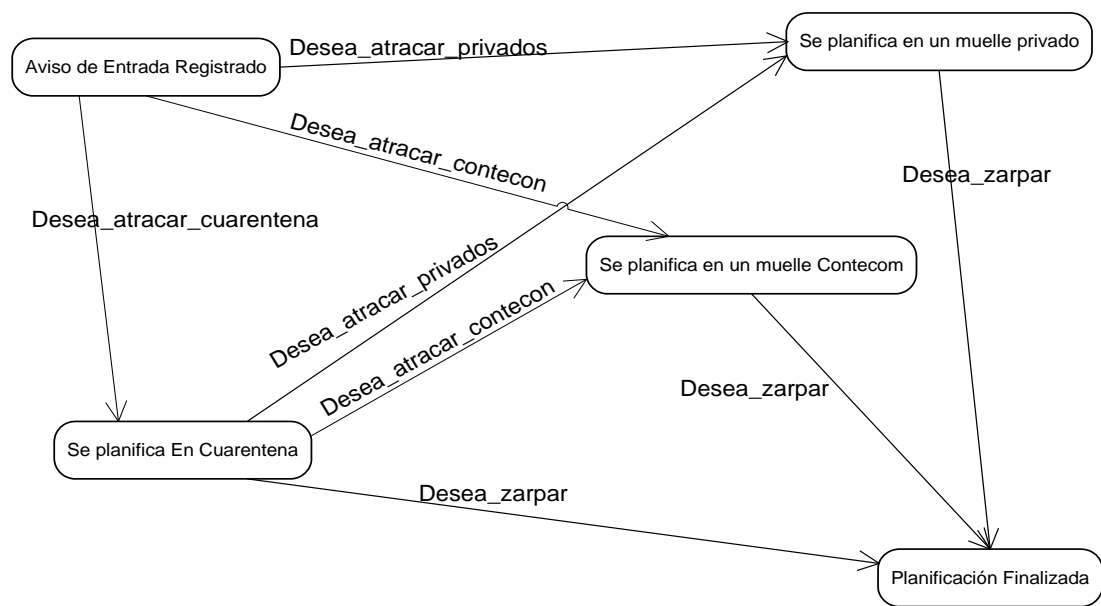 Desea_atracar_privados
Se planifica en un muelle privado
Aviso de Entrada Registrado
Desea_atracar_contecon
Desea_zarpar
Desea_atracar_cuarentena
Se planifica en un muelle Contecom
Desea_atracar_privados
Desea_atracar_contecon
Desea_zarpar
Se planifica En Cuarentena
Desea_zarpar
Planificación Finalizada